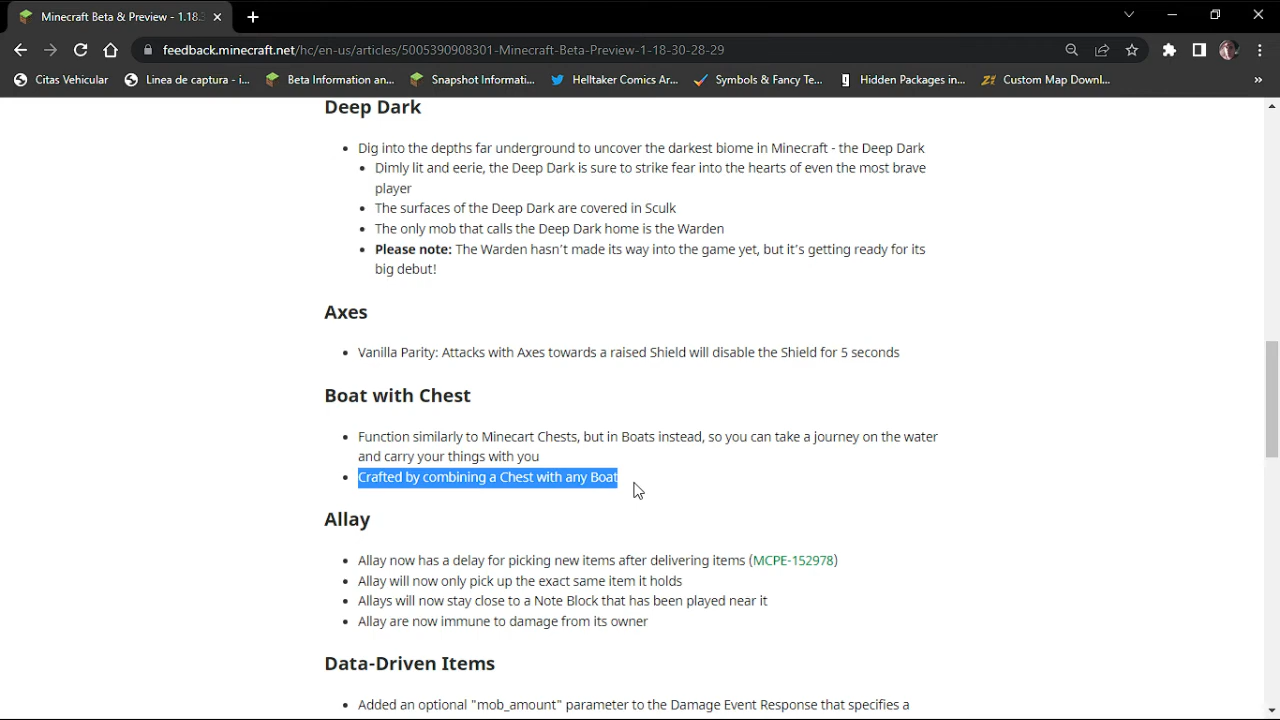 Minecraft Beta & Preview - 1.18.3
feedback.minecraft.net/hc/en-us/articles/5005390908301-Minecraft-Beta-Preview-1-18-30-28-29
Citas Vehicular
Linea de captura - i...
Beta Information an...
Snapshot Informati...
Helltaker Comics Ar...
Symbols & Fancy Te...
Hidden Packages in...
Custom Map Downl...
Deep Dark
Dig into the depths far underground to uncover the darkest biome in Minecraft - the Deep Dark
Dimly lit and eerie, the Deep Dark is sure to strike fear into the hearts of even the most brave
player
The surfaces of the Deep Dark are covered in Sculk
The only mob that calls the Deep Dark home is the Warden
Please note: The Warden hasn't made its way into the game yet, but it's getting ready for its
big debut!
Axes
Vanilla Parity: Attacks with Axes towards a raised Shield will disable the Shield for 5 seconds
Boat with Chest
Function similarly to Minecart Chests, but in Boats instead, so you can take a journey on the water
and carry your things with you
Crafted by combining a Chest with any Boat
Allay
Allay now has a delay for picking new items after delivering items (MCPE-152978)
Allay will now only pick up the exact same item it holds
Allays will now stay close to a Note Block that has been played near it
Allay are now immune to damage from its owner
Data-Driven Items
Added an optional "mob_amount" parameter to the Damage Event Response that specifies a